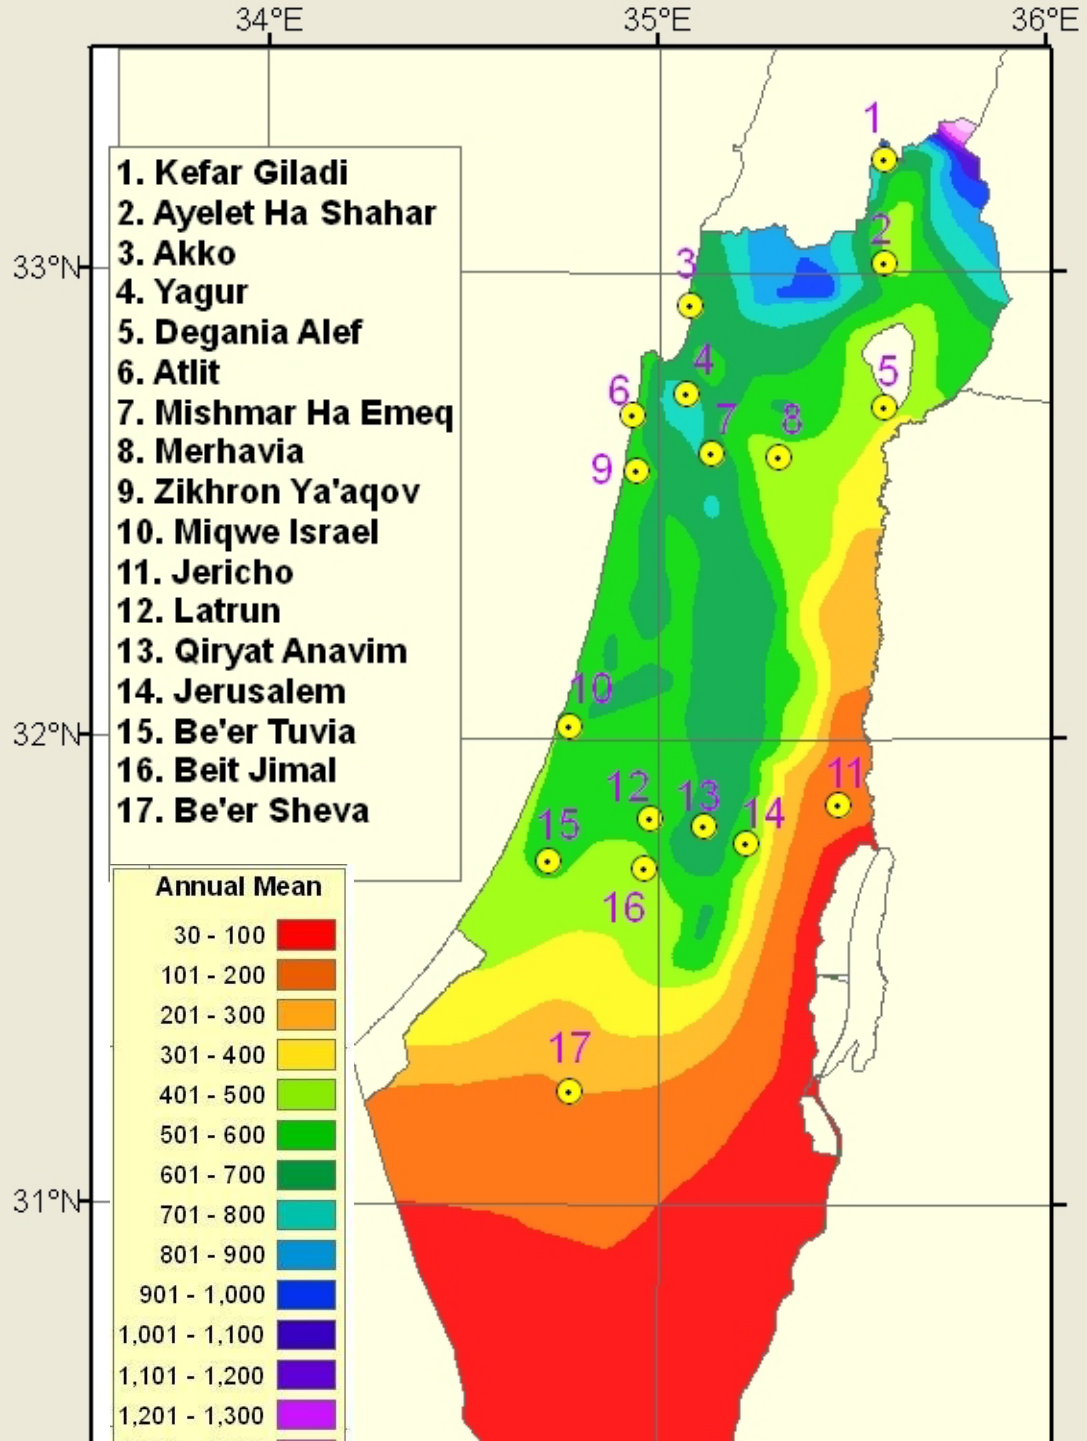 34°E 35°E 36°E
33°N
32°N
31°N
1. Kefar Giladi
2. Ayelet Ha Shahar
3. Akko
4. Yagur
5. Degania Alef
6. Atlit
7. Mishmar Ha Emeq
8. Merhavia
9. Zikhron Ya'aqov
10. Miqwe Israel
11. Jericho
12. Latrun
13. Qiryat Anavim
14. Jerusalem
15. Be'er Tuvia
16. Beit Jimal
17. Be'er Sheva
1
2
3
4
5
6
7
8
9
10
11
12
13
14
15
16
17
Annual Mean
30 - 100
101 - 200
201 - 300
301 - 400
401 - 500
501 - 600
601 - 700
701 - 800
801 - 900
901 - 1,000
1,001 - 1,100
1,101 - 1,200
1,201 - 1,300